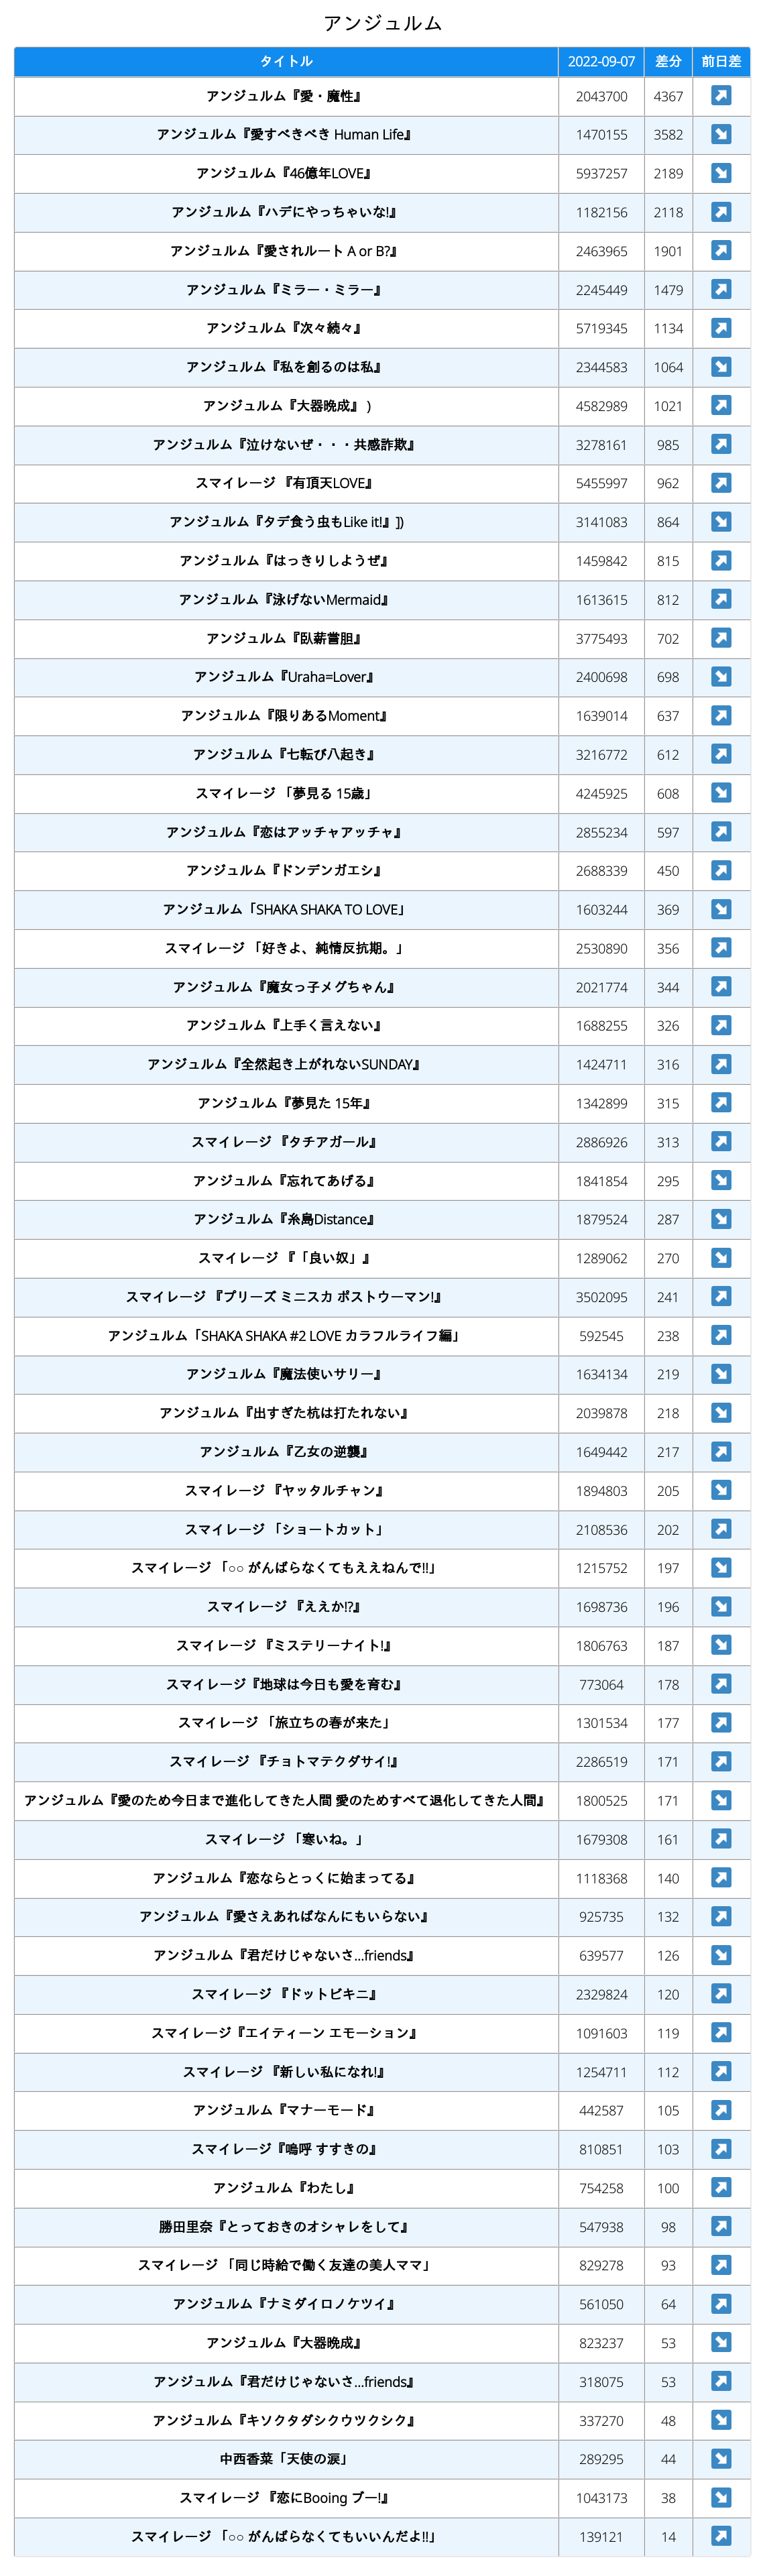 アンジュルム
タイトル 2022-09-07 差分 前日差
アンジュルム『愛・魔性』 2043700 4367
アンジュルム『愛すべきべき Human Life』 1470155 3582
アンジュルム『46億年LOVE』 5937257 2189
アンジュルム『ハデにやっちゃいな!』 1182156 2118
アンジュルム『愛されルート A or B?』 2463965 1901
アンジュルム『ミラー・ミラー』 2245449 1479
アンジュルム『次々続々』 5719345 1134
アンジュルム『私を創るのは私』 2344583 1064
アンジュルム『大器晩成』 ) 4582989 1021
アンジュルム『泣けないぜ・・・共感詐欺』 3278161 985
スマイレージ 『有頂天LOVE』 5455997 962
アンジュルム『タデ食う虫もLike it!』]) 3141083 864
アンジュルム『はっきりしようぜ』 1459842 815
アンジュルム『泳げないMermaid』 1613615 812
アンジュルム『臥薪嘗胆』 3775493 702
アンジュルム『Uraha=Lover』 2400698 698
アンジュルム『限りあるMoment』 1639014 637
アンジュルム『七転び八起き』 3216772 612
スマイレージ 「夢見る 15歳」 4245925 608
アンジュルム『恋はアッチャアッチャ』 2855234 597
アンジュルム『ドンデンガエシ』 2688339 450
アンジュルム「SHAKA SHAKA TO LOVE」 1603244 369
スマイレージ 「好きよ、純情反抗期。」 2530890 356
アンジュルム『魔女っ子メグちゃん』 2021774 344
アンジュルム『上手く言えない』 1688255 326
アンジュルム『全然起き上がれないSUNDAY』 1424711 316
アンジュルム『夢見た 15年』 1342899 315
スマイレージ 『タチアガール』 2886926 313
アンジュルム『忘れてあげる』 1841854 295
アンジュルム『糸島Distance』 1879524 287
スマイレージ 『「良い奴」』 1289062 270
スマイレージ 『プリーズ ミニスカ ポストウーマン!』 3502095 241
アンジュルム「SHAKA SHAKA #2 LOVE カラフルライフ編」 592545 238
アンジュルム『魔法使いサリー』 1634134 219
アンジュルム『出すぎた杭は打たれない』 2039878 218
アンジュルム『乙女の逆襲』 1649442 217
スマイレージ 『ヤッタルチャン』 1894803 205
スマイレージ 「ショートカット」 2108536 202
スマイレージ 「○○ がんばらなくてもええねんで!!」 1215752 197
スマイレージ 『ええか!?』 1698736 196
スマイレージ 『ミステリーナイト!』 1806763 187
スマイレージ『地球は今日も愛を育む』 773064 178
スマイレージ 「旅立ちの春が来た」 1301534 177
スマイレージ 『チョトマテクダサイ!』 2286519 171
アンジュルム『愛のため今日まで進化してきた人間 愛のためすべて退化してきた人間』 1800525 171
スマイレージ 「寒いね。」 1679308 161
アンジュルム『恋ならとっくに始まってる』 1118368 140
アンジュルム『愛さえあればなんにもいらない』 925735 132
アンジュルム『君だけじゃないさ...friends』 639577 126
スマイレージ 『ドットビキニ』 2329824 120
スマイレージ『エイティーン エモーション』 1091603 119
スマイレージ 『新しい私になれ!』 1254711 112
アンジュルム『マナーモード』 442587 105
スマイレージ『嗚呼 すすきの』 810851 103
アンジュルム『わたし』 754258 100
勝田里奈『とっておきのオシャレをして』 547938 98
スマイレージ 「同じ時給で働く友達の美人ママ」 829278 93
アンジュルム『ナミダイロノケツイ』 561050 64
アンジュルム『大器晩成』 823237 53
アンジュルム『君だけじゃないさ...friends』 318075 53
アンジュルム『キソクタダシクウツクシク』 337270 48
中西香菜「天使の涙」 289295 44
スマイレージ 『恋にBooing ブー!』 1043173 38
スマイレージ 「○○ がんばらなくてもいいんだよ!!」 139121 14